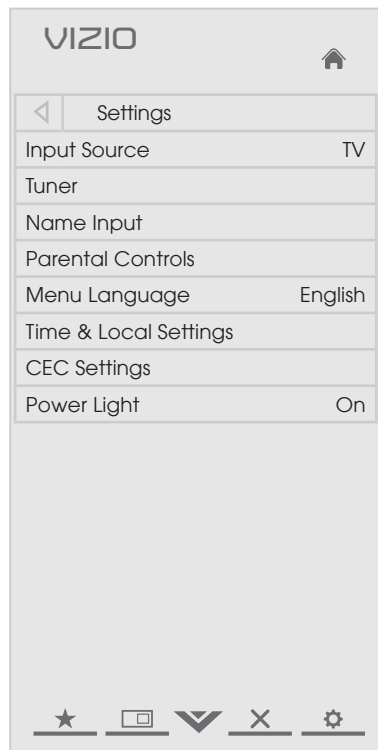 VIZIO
Settings
Input Source TV
Tuner
Name Input
Parental Controls
Menu Language English
Time & Local Settings
CEC Settings
Power Light On